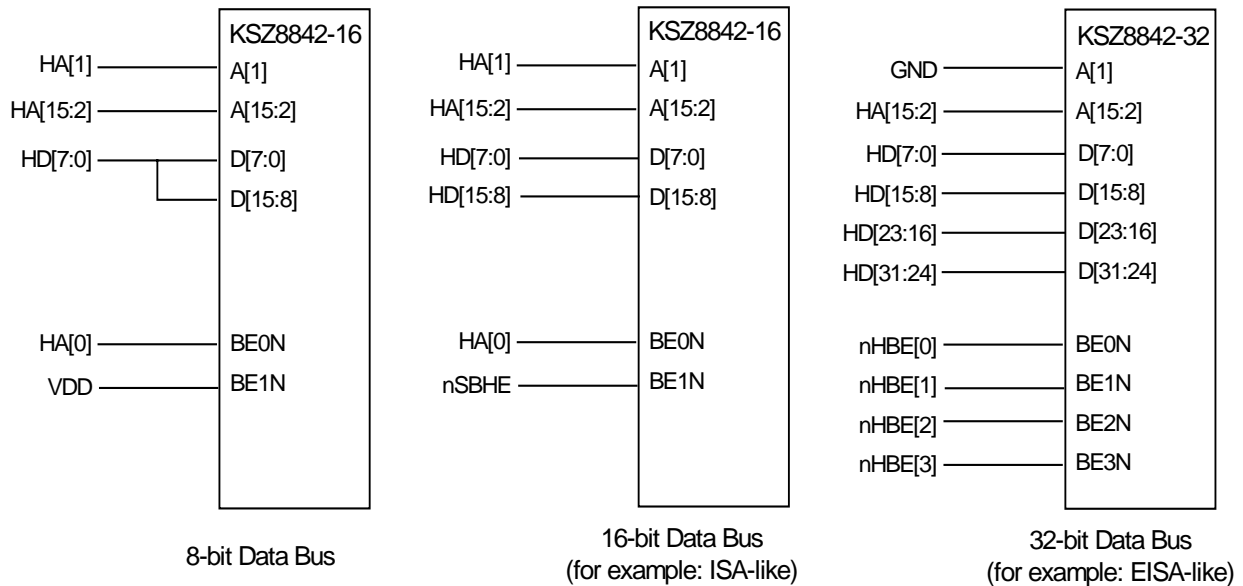 KSZ8842-16
HA[1] A[1]
HA[15:2] A[15:2]
HD[7:0] D[7:0]
D[15:8]
HA[0] BE0N
VDD BE1N
8-bit Data Bus
KSZ8842-16
HA[1] A[1]
HA[15:2] A[15:2]
HD[7:0] D[7:0]
HD[15:8] D[15:8]
HA[0] BE0N
nSBHE BE1N
16-bit Data Bus
(for example: ISA-like)
KSZ8842-32
GND A[1]
HA[15:2] A[15:2]
HD[7:0] D[7:0]
HD[15:8] D[15:8]
HD[23:16] D[23:16]
HD[31:24] D[31:24]
nHBE[0] BE0N
nHBE[1] BE1N
nHBE[2] BE2N
nHBE[3] BE3N
32-bit Data Bus
(for example: EISA-like)